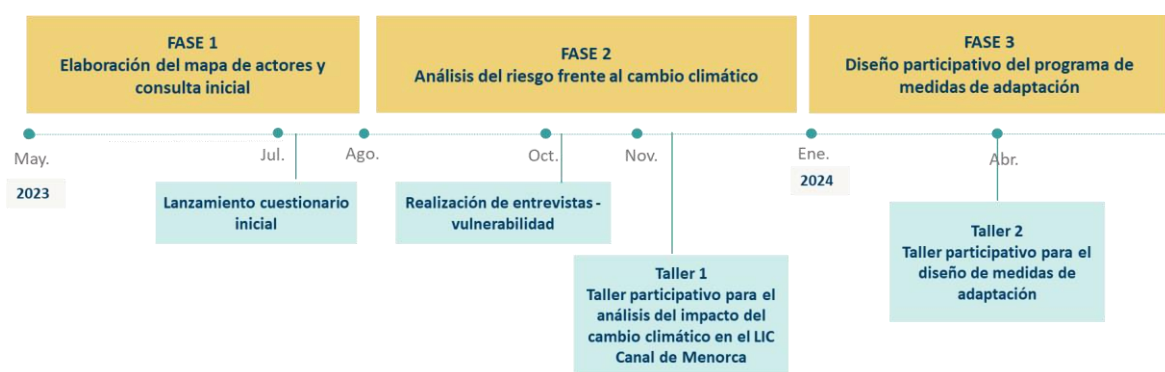 FASE 1
Elaboración del mapa de actores y
consulta inicial
FASE 2
Análisis del riesgo frente al cambio climático
FASE 3
Diseño participativo del programa de
medidas de adaptación
May.
Jul.
Ago.
Oct.
Nov.
Ene.
Abr.
2023
2024
Lanzamiento cuestionario
inicial
Realización de entrevistas -
vulnerabilidad
Taller 1
Taller participativo para el
análisis del impacto del
cambio climático en el LIC
Canal de Menorca
Taller 2
Taller participativo para el
diseño de medidas de
adaptación